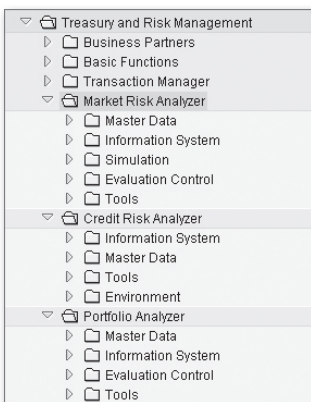 Treasury and Risk Management
Business Partners
Basic Functions
Transaction Manager
Market Risk Analyzer
Master Data
Information System
Simulation
Evaluation Control
Tools
Credit Risk Analyzer
Information System
Master Data
Tools
Environment
Portfolio Analyzer
Master Data
Information System
Evaluation Control
Tools